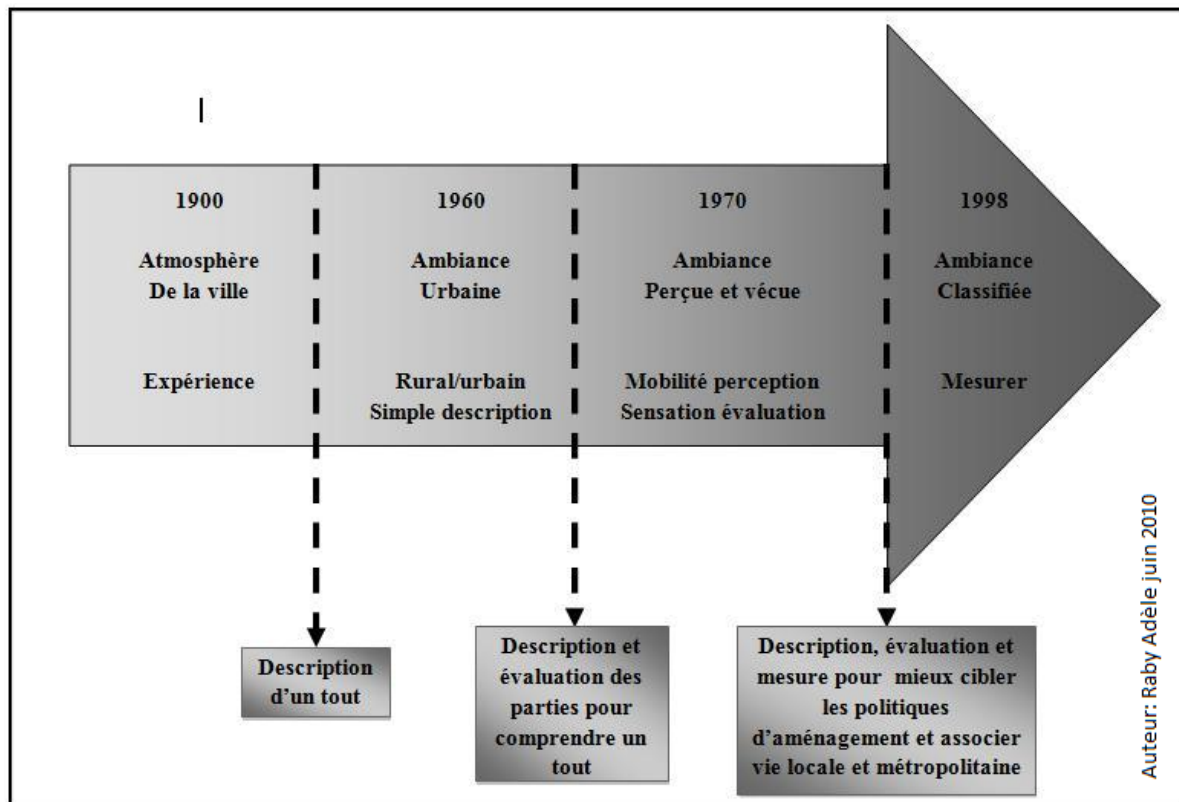 1900
Atmosphère
De la ville
Expérience
1960
Ambiance
Urbaine
Rural/urbain
Simple description
1970
Ambiance
Perçue et vécue
Mobilité perception
Sensation évaluation
1998
Ambiance
Classifiée
Mesurer
Description
d'un tout
Description et
évaluation des
parties pour
comprendre un
tout
Description, évaluation et
mesure pour mieux cibler
les politiques
d'aménagement et associer
vie locale et métropolitaine
Auteur: Raby Adèle juin 2010